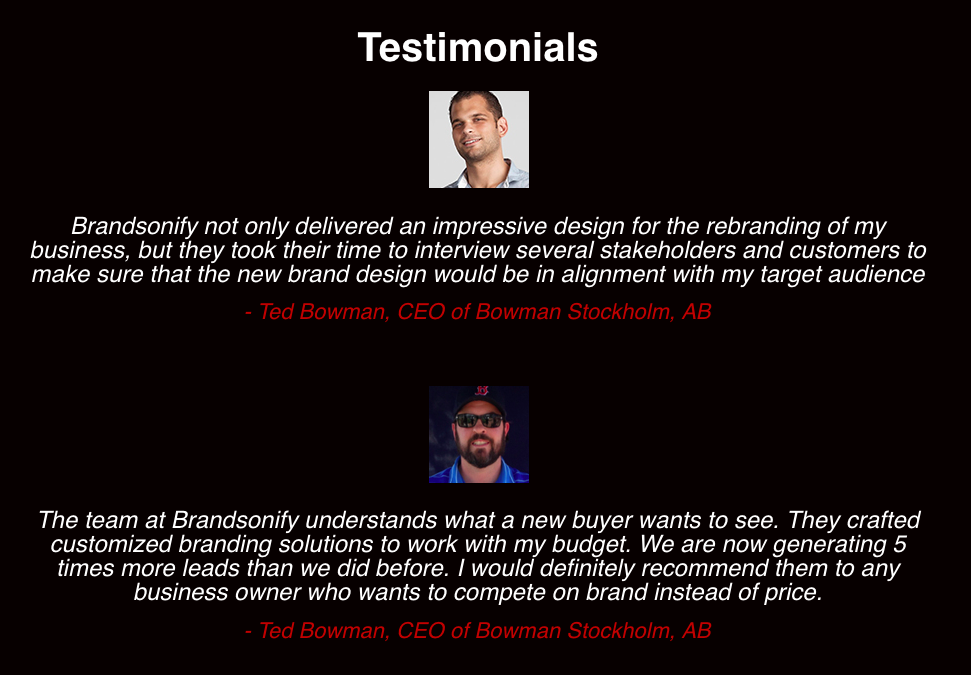 Testimonials
Brandsonify not only delivered an impressive design for the rebranding of my
business, but they took their time to interview several stakeholders and customers to
make sure that the new brand design would be in alignment with my target audience
- Ted Bowman, CEO of Bowman Stockholm, AB
The team at Brandsonify understands what a new buyer wants to see. They crafted
customized branding solutions to work with my budget. We are now generating 5
times more leads than we did before. I would definitely recommend them to any
business owner who wants to compete on brand instead of price.
- Ted Bowman, CEO of Bowman Stockholm, AB